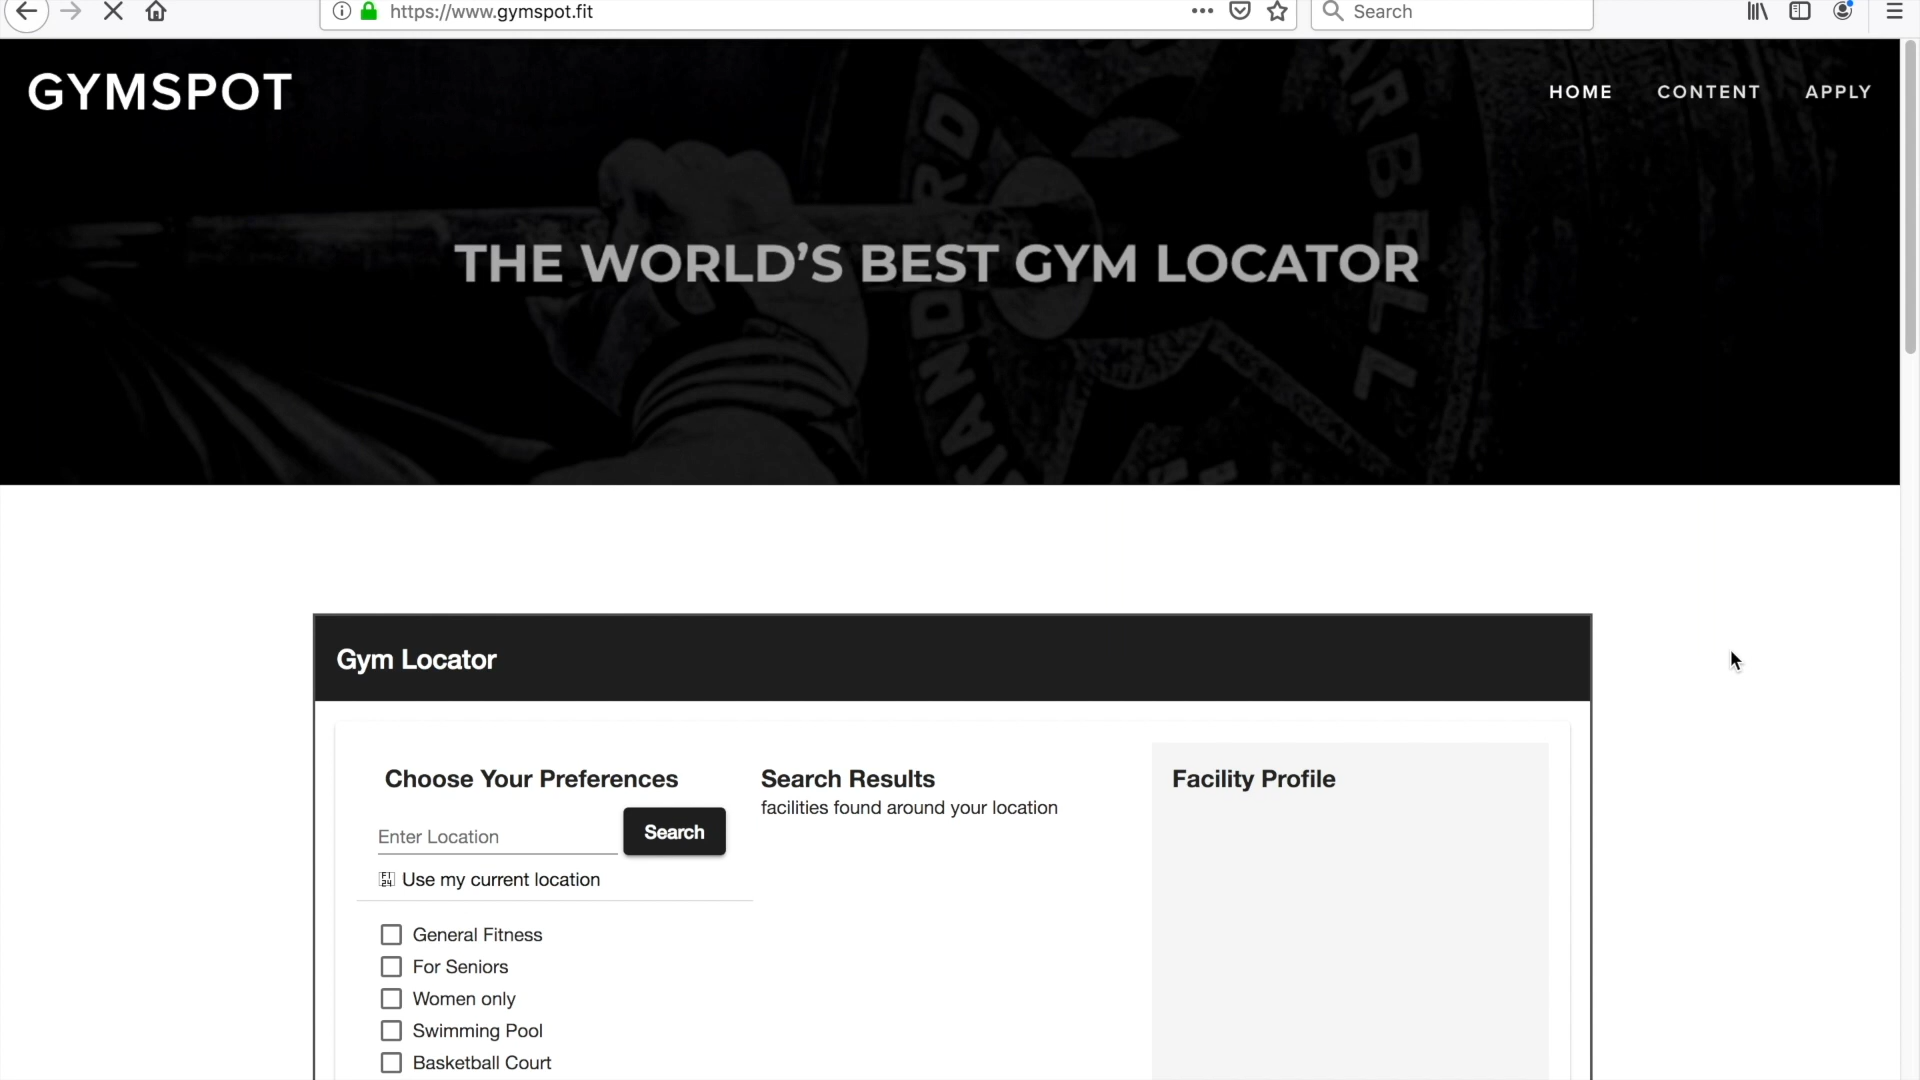 https://www.gymspot.fit
Search
GYMSPOT
HOME CONTENT APPLY
THE WORLD'S BEST GYM LOCATOR
STANDARD BARBELL
Gym Locator
Choose Your Preferences
Search Results
Facility Profile
facilities found around your location
Enter Location
Search
Use my current location
General Fitness
For Seniors
Women only
Swimming Pool
Basketball Court